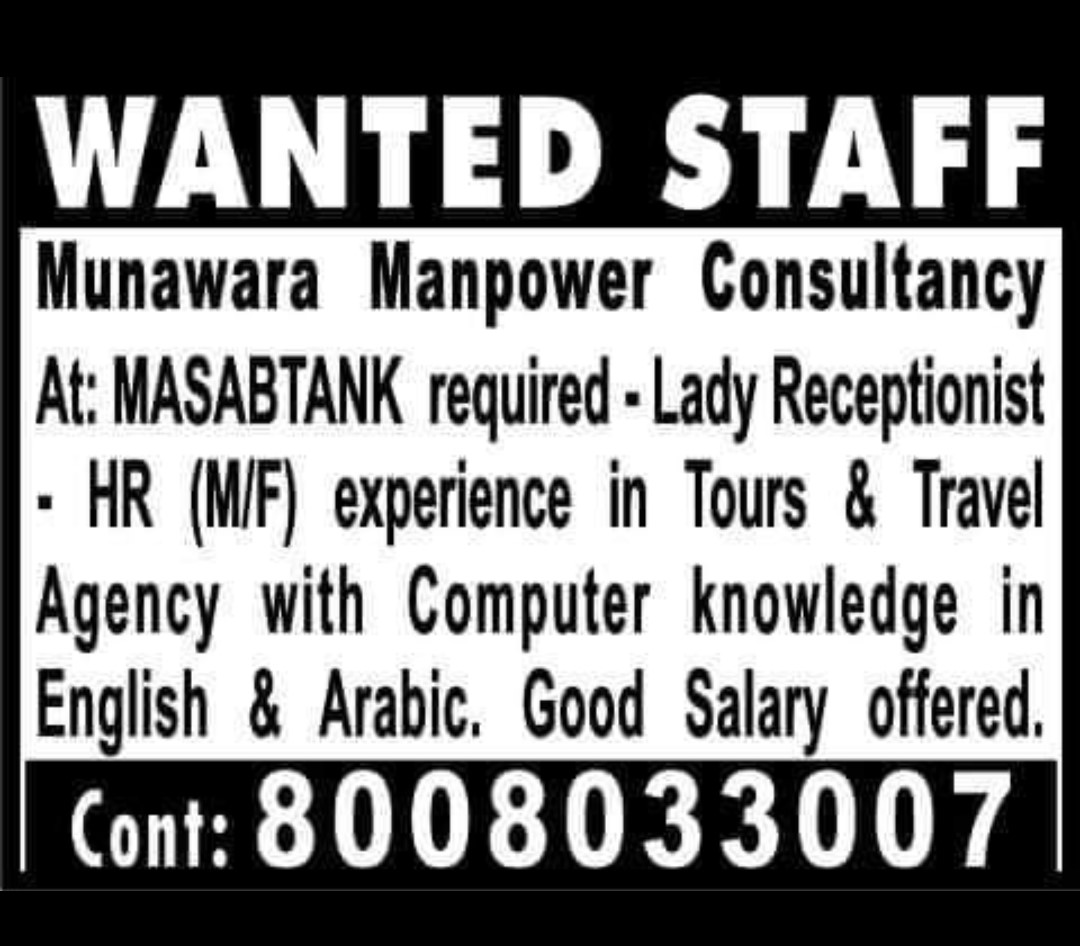 WANTED STAFF
Munawara Manpower Consultancy
At: MASABTANK required - Lady Receptionist
- HR (M/F) experience in Tours & Travel
Agency with Computer knowledge in
English & Arabic. Good Salary offered.
Cont: 8008033007